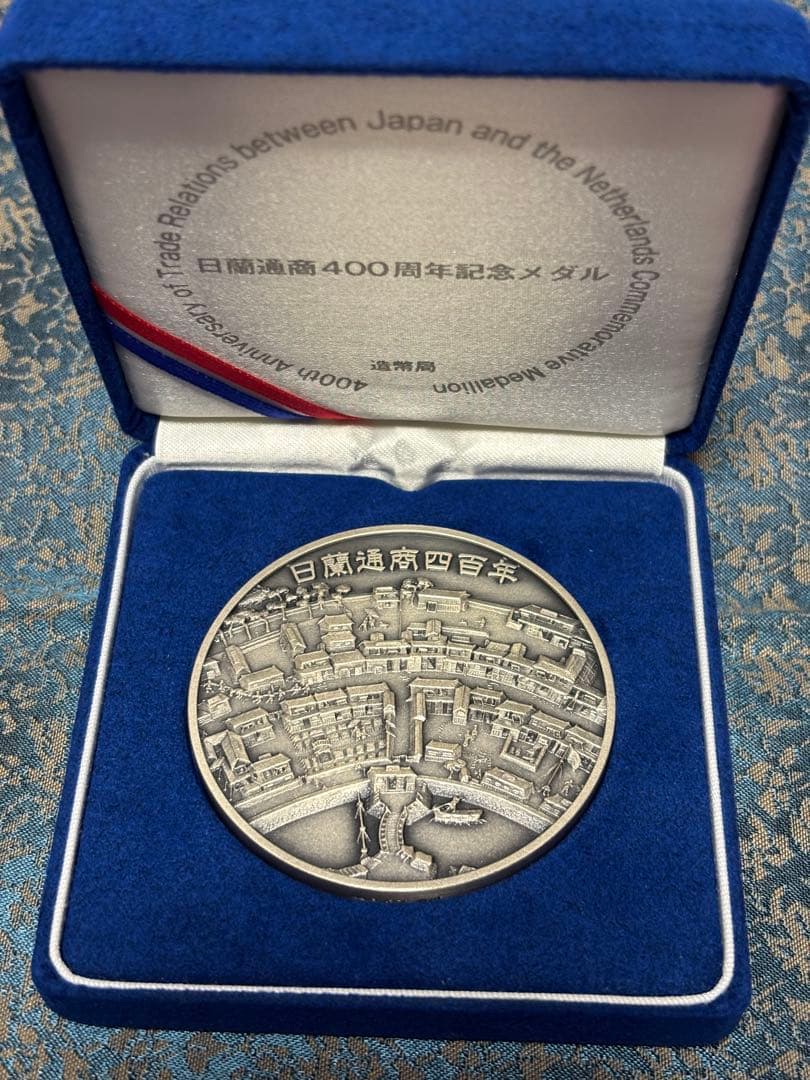 400th Anniversary of Trade Relations between Japan and the Netherlands Commemorative Medallion
日蘭通商400周年記念メダル
造幣局
日蘭通商四百年